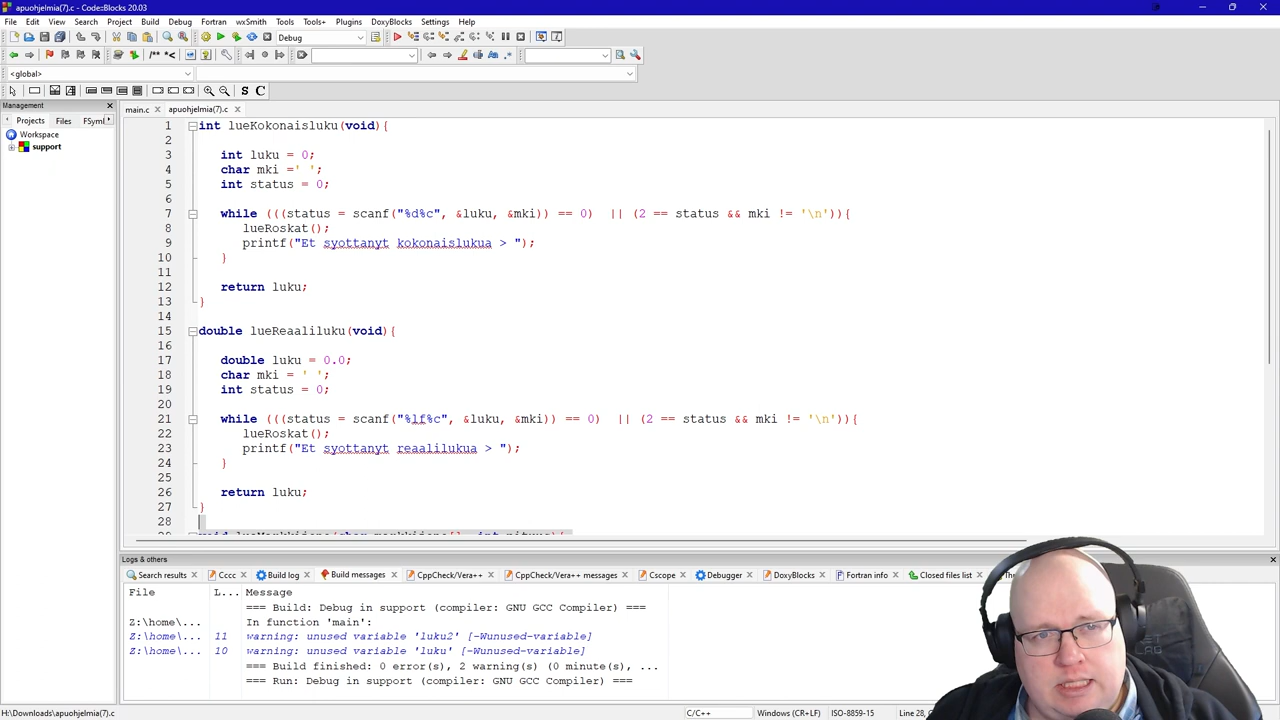 apuohjelmia(7).c - Code::Blocks 20.03
File Edit View Search Project Build Debug Fortran wxSmith Tools Tools+ Plugins DoxyBlocks Settings Help
Debug
/** *<
<global>
S C
Management
main.c apuohjelmia(7).c
Projects Files FSym
Workspace
support
1 int lueKokonaisluku(void){
2
3 int luku = 0;
4 char mki =' ';
5 int status = 0;
6
7 while (((status = scanf("%d%c", &luku, &mki)) == 0) || (2 == status && mki != '\n')){
8 lueRoskat();
9 printf("Et syottanyt kokonaislukua > ");
10 }
11
12 return luku;
13 }
14
15 double lueReaaliluku(void){
16
17 double luku = 0.0;
18 char mki = ' ';
19 int status = 0;
20
21 while (((status = scanf("%lf%c", &luku, &mki)) == 0) || (2 == status && mki != '\n')){
22 lueRoskat();
23 printf("Et syottanyt reaalilukua > ");
24 }
25
26 return luku;
27 }
28
Logs & others
Search results Cccc Build log Build messages CppCheck/Vera++ CppCheck/Vera++ messages Cscope Debugger DoxyBlocks Fortran info Closed files list
File L... Message
=== Build: Debug in support (compiler: GNU GCC Compiler) ===
Z:\home\... In function 'main':
Z:\home\... 11 warning: unused variable 'luku2' [-Wunused-variable]
Z:\home\... 10 warning: unused variable 'luku' [-Wunused-variable]
=== Build finished: 0 error(s), 2 warning(s) (0 minute(s), ...
=== Run: Debug in support (compiler: GNU GCC Compiler) ===
H:\Downloads\apuohjelmia(7).c C/C++ Windows (CR+LF) ISO-8859-15 Line 28,